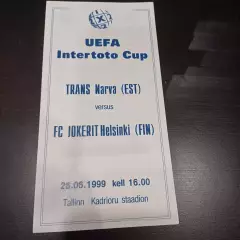 UEFA
Intertoto Cup
TRANS Narva (EST)
versus
FC JOKERIT Helsinki (FIN)
26.06.1999 kell 16.00
Tallinn Kadrioru staadion